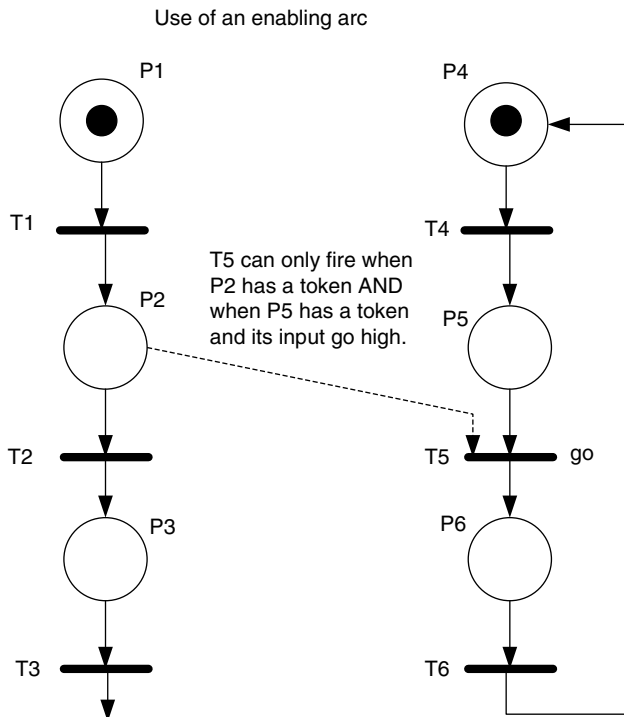 Use of an enabling arc
P1
P4
T1
T4
T5 can only fire when
P2 has a token AND
when P5 has a token
and its input go high.
P2
P5
T2
T5
go
P3
P6
T3
T6